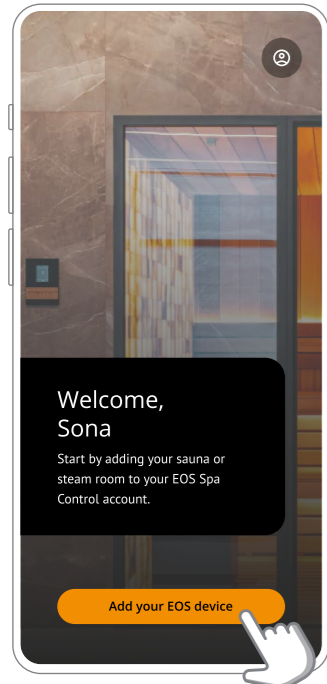 Welcome,
Sona
Start by adding your sauna or
steam room to your EOS Spa
Control account.
Add your EOS device